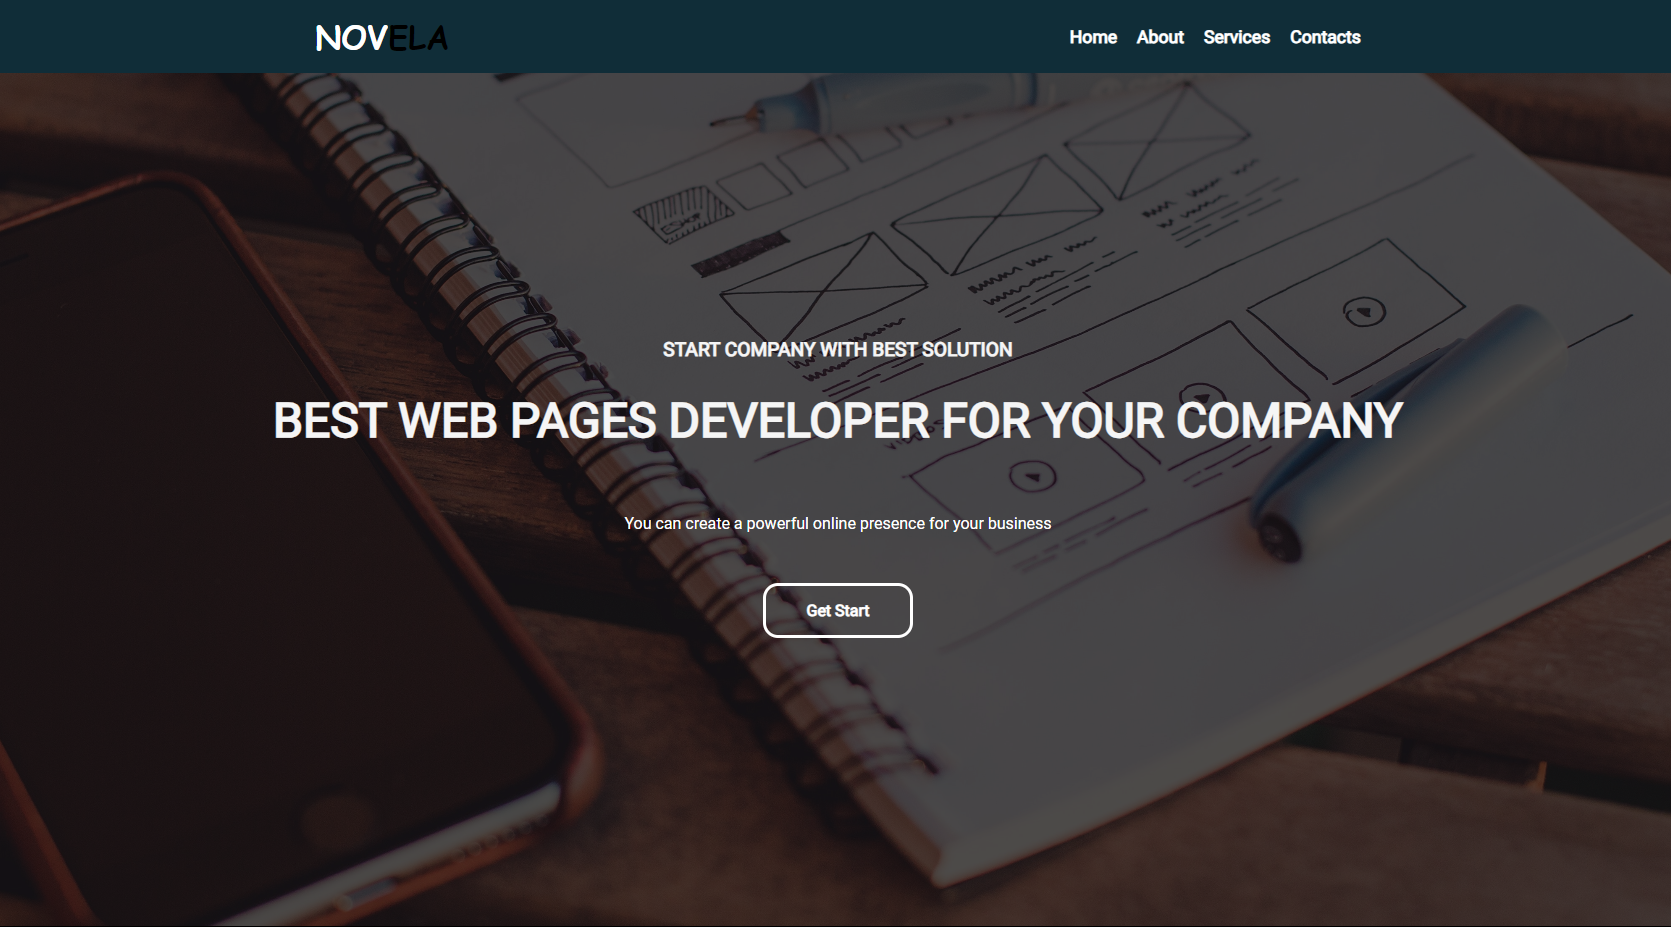 NOVELA
Home About Services Contacts
ESHOP
START COMPANY WITH BEST SOLUTION
BEST WEB PAGES DEVELOPER FOR YOUR COMPANY
You can create a powerful online presence for your business
Get Start